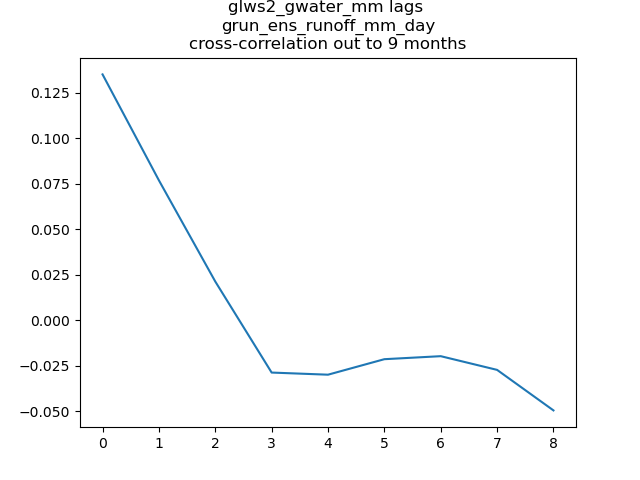 glws2_gwater_mm lags
grun_ens_runoff_mm_day
cross-correlation out to 9 months
0.125
0.100
0.075
0.050
0.025
0.000
−0.025
−0.050
0 1 2 3 4 5 6 7 8